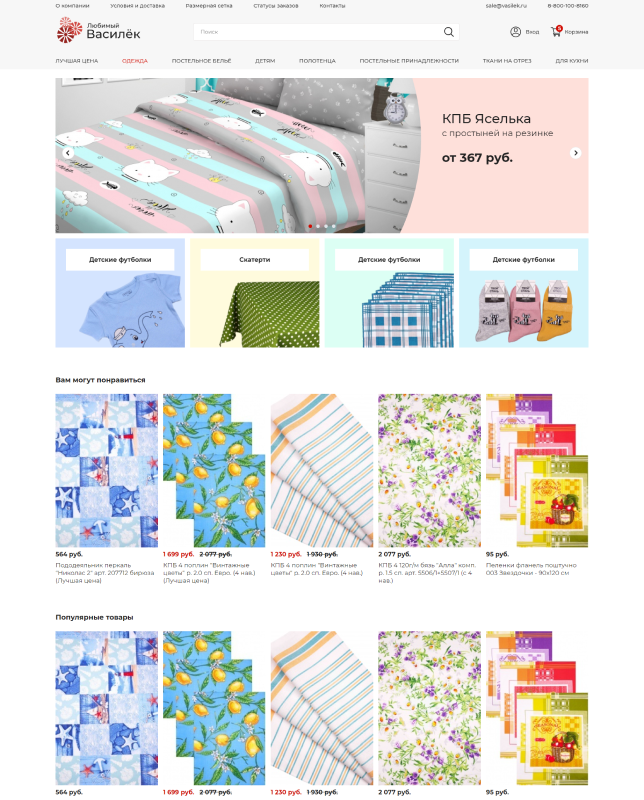 О компании Условия и доставка Размерная сетка Статусы заказов Контакты sale@vasilek.ru 8-800-100-8160
Любимый
Василёк
Поиск
Вход
6
Корзина
ЛУЧШАЯ ЦЕНА ОДЕЖДА ПОСТЕЛЬНОЕ БЕЛЬЁ ДЕТЯМ ПОЛОТЕНЦА ПОСТЕЛЬНЫЕ ПРИНАДЛЕЖНОСТИ ТКАНИ НА ОТРЕЗ ДЛЯ КУХНИ
КПБ Яселька
с простыней на резинке
от 367 руб.
Детские футболки Скатерти Детские футболки Детские футболки
Вам могут понравиться
564 руб. 1 699 руб. 2 077 руб. 1 230 руб. 1 930 руб. 2 077 руб. 95 руб.
Пододеяльник перкаль "Николас 2" арт. 207712 бирюза (Лучшая цена)
КПБ 4 поплин "Винтажные цветы" р. 2.0 сп. Евро. (4 нав.) (Лучшая цена)
КПБ 4 поплин "Винтажные цветы" р. 2.0 сп. Евро. (4 нав.)
КПБ 4 120г/м бязь "Алла" комп. р. 1.5 сп. арт. 5506/1+5507/1 (с 4 нав.)
Пеленки фланель поштучно 003 Звездочки - 90х120 см
Популярные товары
564 руб. 1 699 руб. 2 077 руб. 1 230 руб. 1 930 руб. 2 077 руб. 95 руб.